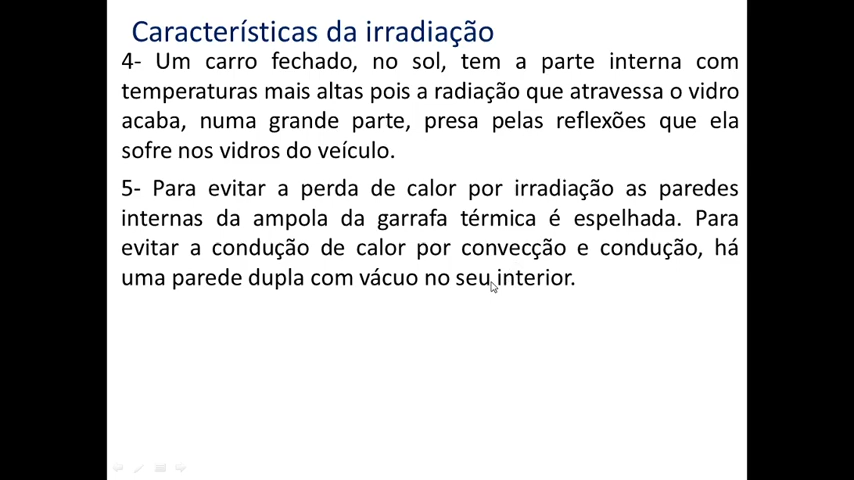 Características da irradiação
4- Um carro fechado, no sol, tem a parte interna com
temperaturas mais altas pois a radiação que atravessa o vidro
acaba, numa grande parte, presa pelas reflexões que ela
sofre nos vidros do veículo.
5- Para evitar a perda de calor por irradiação as paredes
internas da ampola da garrafa térmica é espelhada. Para
evitar a condução de calor por convecção e condução, há
uma parede dupla com vácuo no seu interior.